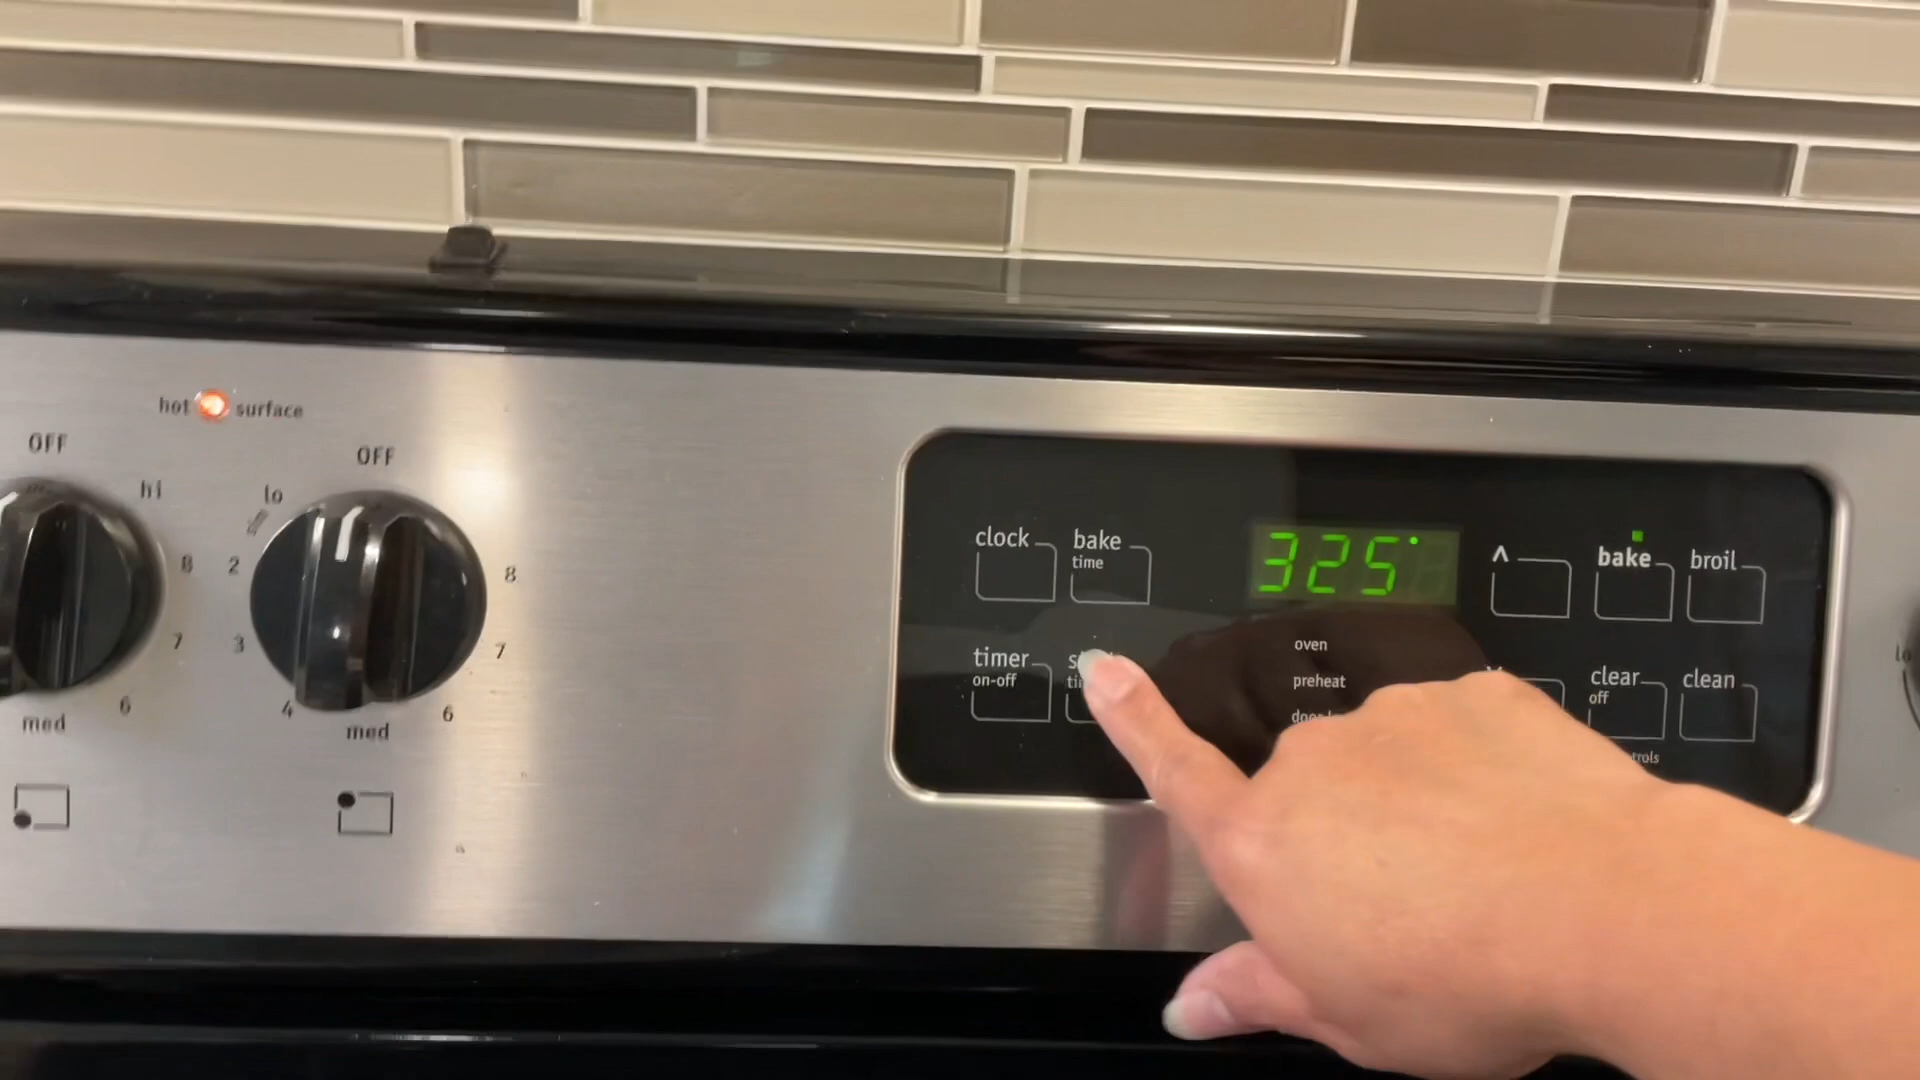 hot surface
OFF
OFF
hi
lo
8
2
8
7
3
7
6
4
6
med
med
clock
bake
time
325°
^
bake
broil
timer
on-off
oven
preheat
clear
off
clean
lo